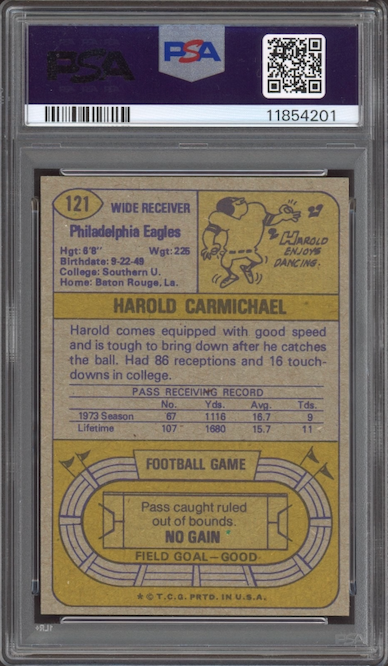 PSA
PSA
11854201
121
WIDE RECEIVER
Philadelphia Eagles
Hgt: 6'8" Wgt: 225
Birthdate: 9-22-49
College: Southern U.
Home: Baton Rouge, La.
HAROLD
ENJOYS
DANCING.
HAROLD CARMICHAEL
Harold comes equipped with good speed
and is tough to bring down after he catches
the ball. Had 86 receptions and 16 touch-
downs in college.
PASS RECEIVING RECORD
No. Yds. Avg. Tds.
1973 Season 67 1116 16.7 9
Lifetime 107 1680 15.7 11
FOOTBALL GAME
Pass caught ruled
out of bounds.
NO GAIN
FIELD GOAL—GOOD
* © T.C.G. PRTD. IN U.S.A.
PSA